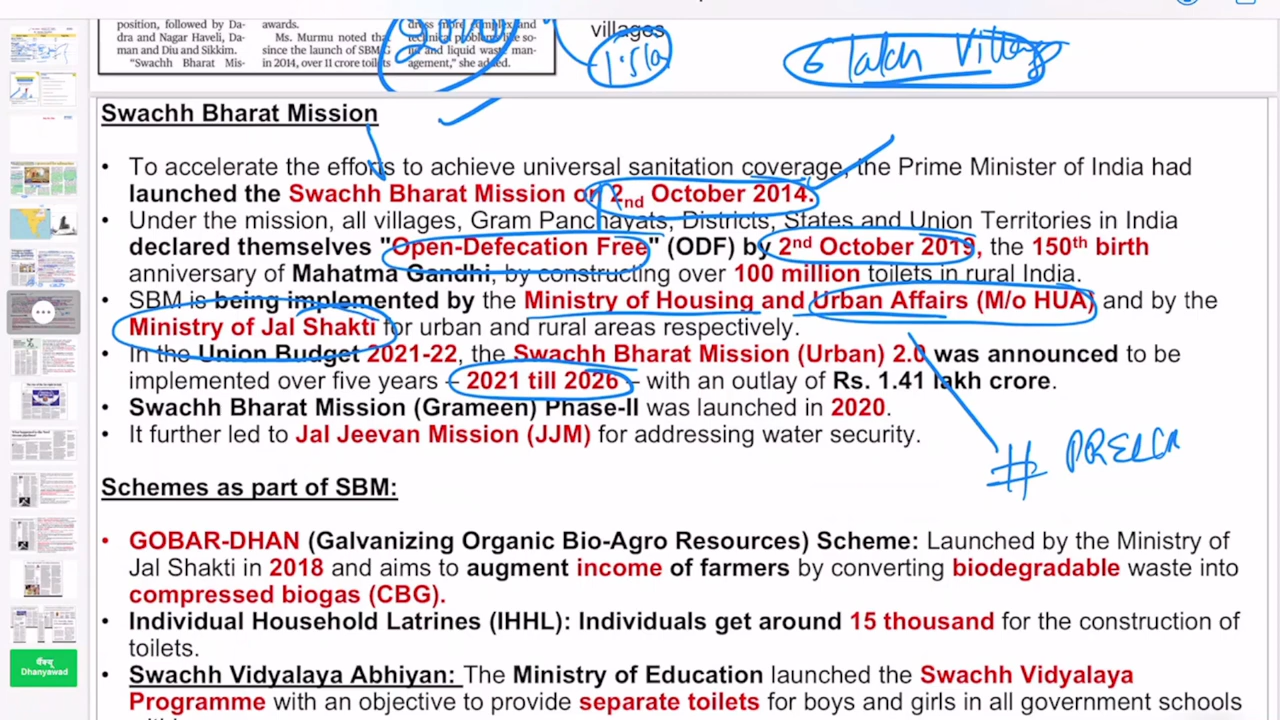 position, followed by Da-
dra and Nagar Haveli, Da-
man and Diu and Sikkim.
"Swachh Bharat Mis-
awards.
Ms. Murmu noted that
since the launch of SBM-G
in 2014, over 11 crore toilets
dress more complex and
technical problems like so-
lid and liquid waste man-
agement," she added.
villages
1.5 la
6 lakh Village
Swachh Bharat Mission
• To accelerate the efforts to achieve universal sanitation coverage, the Prime Minister of India had
launched the Swachh Bharat Mission on 2nd October 2014.
• Under the mission, all villages, Gram Panchayats, Districts, States and Union Territories in India
declared themselves "Open-Defecation Free" (ODF) by 2nd October 2019, the 150th birth
anniversary of Mahatma Gandhi, by constructing over 100 million toilets in rural India.
• SBM is being implemented by the Ministry of Housing and Urban Affairs (M/o HUA) and by the
Ministry of Jal Shakti for urban and rural areas respectively.
• In the Union Budget 2021-22, the Swachh Bharat Mission (Urban) 2.0 was announced to be
implemented over five years – 2021 till 2026 – with an outlay of Rs. 1.41 lakh crore.
• Swachh Bharat Mission (Grameen) Phase-II was launched in 2020.
• It further led to Jal Jeevan Mission (JJM) for addressing water security.
#
Schemes as part of SBM:
• GOBAR-DHAN (Galvanizing Organic Bio-Agro Resources) Scheme: Launched by the Ministry of
Jal Shakti in 2018 and aims to augment income of farmers by converting biodegradable waste into
compressed biogas (CBG).
• Individual Household Latrines (IHHL): Individuals get around 15 thousand for the construction of
toilets.
• Swachh Vidyalaya Abhiyan: The Ministry of Education launched the Swachh Vidyalaya
Programme with an objective to provide separate toilets for boys and girls in all government schools
Dhanyawad